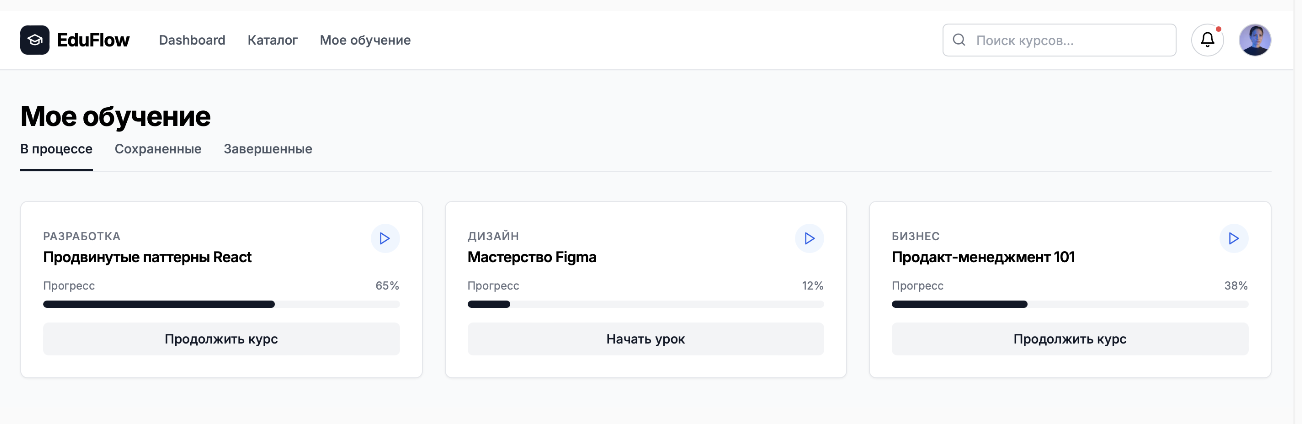 EduFlow
Dashboard
Каталог
Мое обучение
Поиск курсов...
Мое обучение
В процессе
Сохраненные
Завершенные
РАЗРАБОТКА
Продвинутые паттерны React
Прогресс
65%
Продолжить курс
ДИЗАЙН
Мастерство Figma
Прогресс
12%
Начать урок
БИЗНЕС
Продакт-менеджмент 101
Прогресс
38%
Продолжить курс